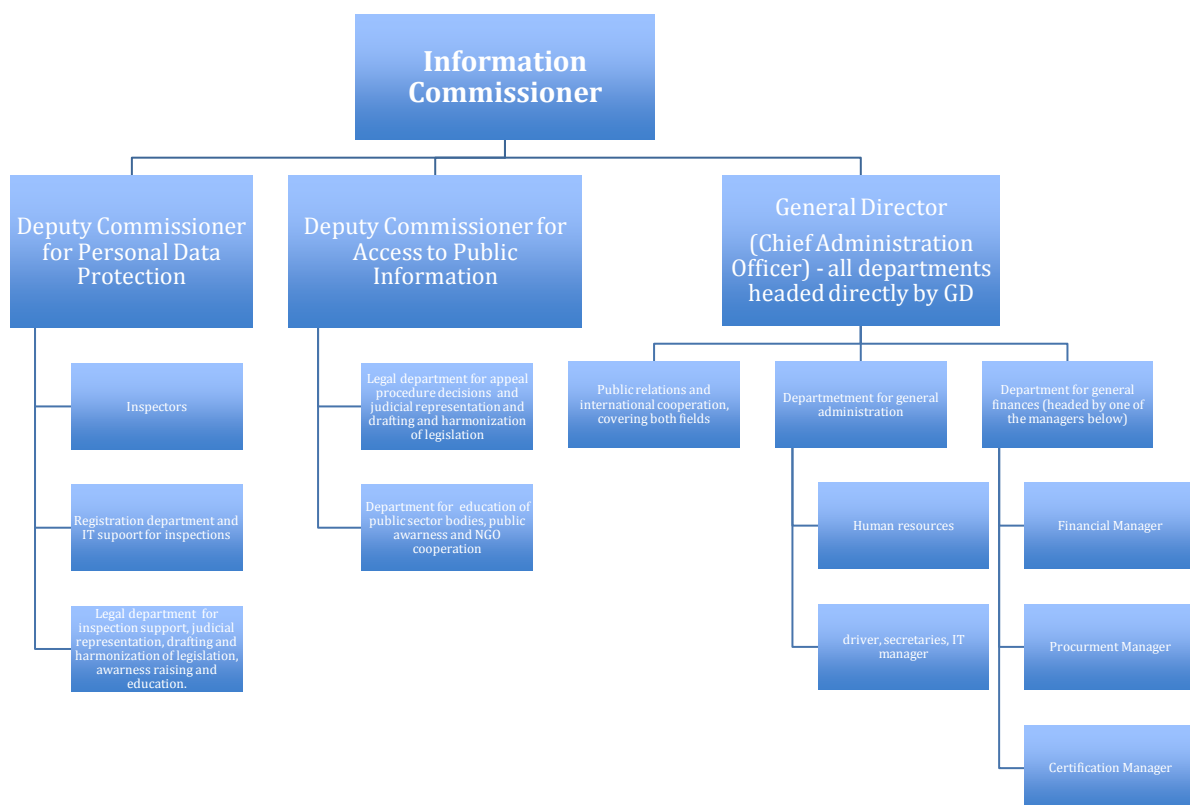 Information
Commissioner
Deputy Commissioner
for Personal Data
Protection
Deputy Commissioner for
Access to Public
Information
General Director
(Chief Administration
Officer) - all departments
headed directly by GD
Inspectors
Registration department and
IT supoort for inspections
Legal department for
inspection support, judicial
representation, drafting and
harmonization of legislation,
awarness raising and
education.
Legal department for appeal
procedure decisions and
judicial representation and
drafting and harmonization
of legislation
Department for education of
public sector bodies, public
awarness and NGO
cooperation
Public relations and
international cooperation,
covering both fields
Departmetment for general
administration
Human resources
driver, secretaries, IT
manager
Department for general
finances (headed by one of
the managers below)
Financial Manager
Procurment Manager
Certification Manager